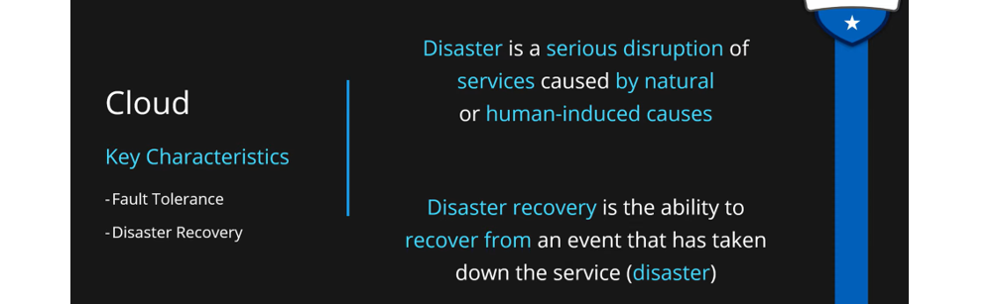 Cloud
Key Characteristics
-Fault Tolerance
-Disaster Recovery
Disaster is a serious disruption of
services caused by natural
or human-induced causes
Disaster recovery is the ability to
recover from an event that has taken
down the service (disaster)